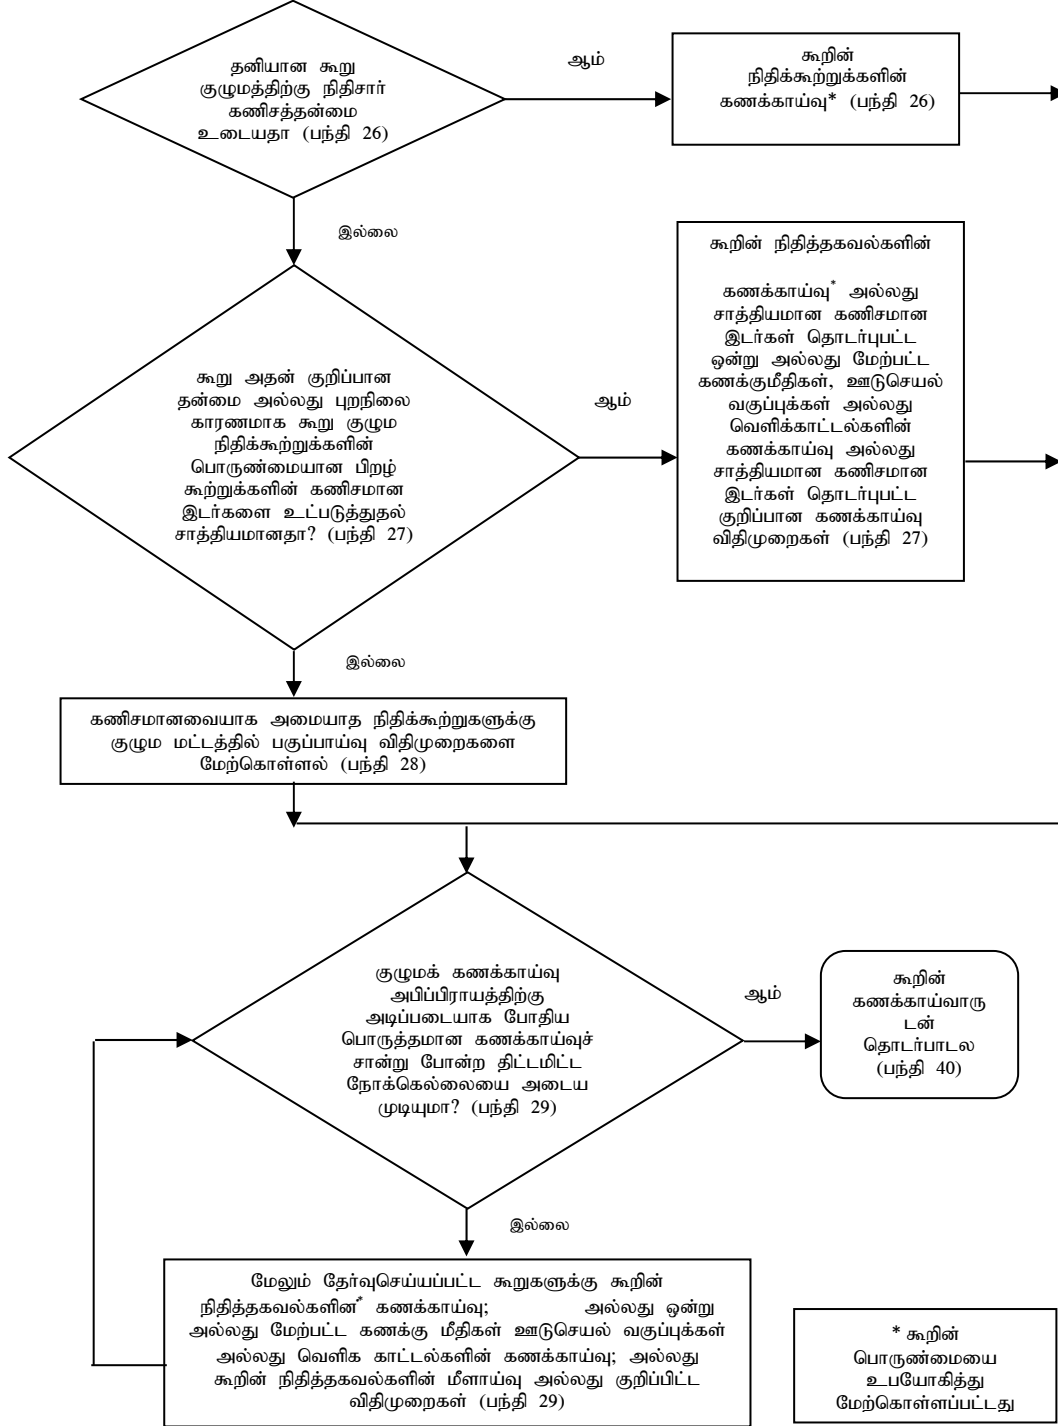 தனியான கூறு
குழுமத்திற்கு நிதிசார்
கணிசத்தன்மை
உடையதா (பந்தி 26)
ஆம்
கூறின்
நிதிக்கூற்றுக்களின்
கணக்காய்வு* (பந்தி 26)
இல்லை
கூறு அதன் குறிப்பான
தன்மை அல்லது புறநிலை
காரணமாக கூறு குழும
நிதிக்கூற்றுக்களின்
பொருண்மையான பிறழ்
கூற்றுக்களின் கணிசமான
இடர்களை உட்படுத்துதல்
சாத்தியமானதா? (பந்தி 27)
ஆம்
கூறின் நிதித்தகவல்களின்
கணக்காய்வு* அல்லது
சாத்தியமான கணிசமான
இடர்கள் தொடர்புபட்ட
ஒன்று அல்லது மேற்பட்ட
கணக்குமீதிகள், ஊடுசெயல்
வகுப்புக்கள் அல்லது
வெளிக்காட்டல்களின்
கணக்காய்வு அல்லது
சாத்தியமான கணிசமான
இடர்கள் தொடர்புபட்ட
குறிப்பான கணக்காய்வு
விதிமுறைகள் (பந்தி 27)
இல்லை
கணிசமானவையாக அமையாத நிதிக்கூற்றுகளுக்கு
குழும மட்டத்தில் பகுப்பாய்வு விதிமுறைகளை
மேற்கொள்ளல் (பந்தி 28)
குழுமக் கணக்காய்வு
அபிப்பிராயத்திற்கு
அடிப்படையாக போதிய
பொருத்தமான கணக்காய்வுச்
சான்று போன்ற திட்டமிட்ட
நோக்கெல்லையை அடைய
முடியுமா? (பந்தி 29)
ஆம்
கூறின்
கணக்காய்வாரு
டன்
தொடர்பாடல
(பந்தி 40)
இல்லை
மேலும் தேர்வுசெய்யப்பட்ட கூறுகளுக்கு கூறின்
நிதித்தகவல்களின* கணக்காய்வு; அல்லது ஒன்று
அல்லது மேற்பட்ட கணக்கு மீதிகள் ஊடுசெயல் வகுப்புக்கள்
அல்லது வெளிக காட்டல்களின் கணக்காய்வு; அல்லது
கூறின் நிதித்தகவல்களின் மீளாய்வு அல்லது குறிப்பிட்ட
விதிமுறைகள் (பந்தி 29)
* கூறின்
பொருண்மையை
உபயோகித்து
மேற்கொள்ளப்பட்டது